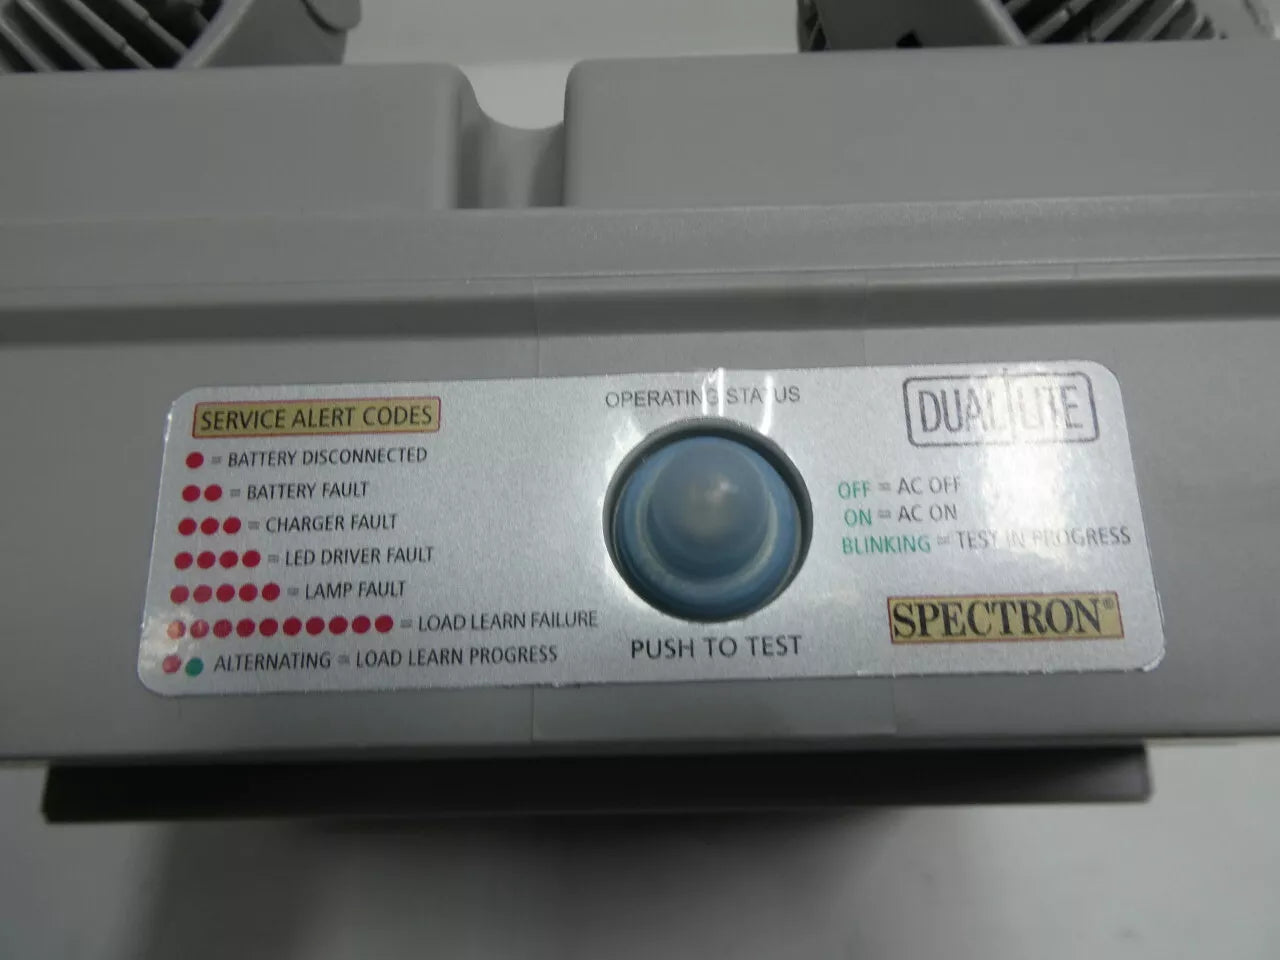 SERVICE ALERT CODES
= BATTERY DISCONNECTED
= BATTERY FAULT
= CHARGER FAULT
= LED DRIVER FAULT
= LAMP FAULT
= LOAD LEARN FAILURE
ALTERNATING = LOAD LEARN PROGRESS
OPERATING STATUS
PUSH TO TEST
DUAL LITE
OFF = AC OFF
ON = AC ON
BLINKING = TEST IN PROGRESS
SPECTRON®